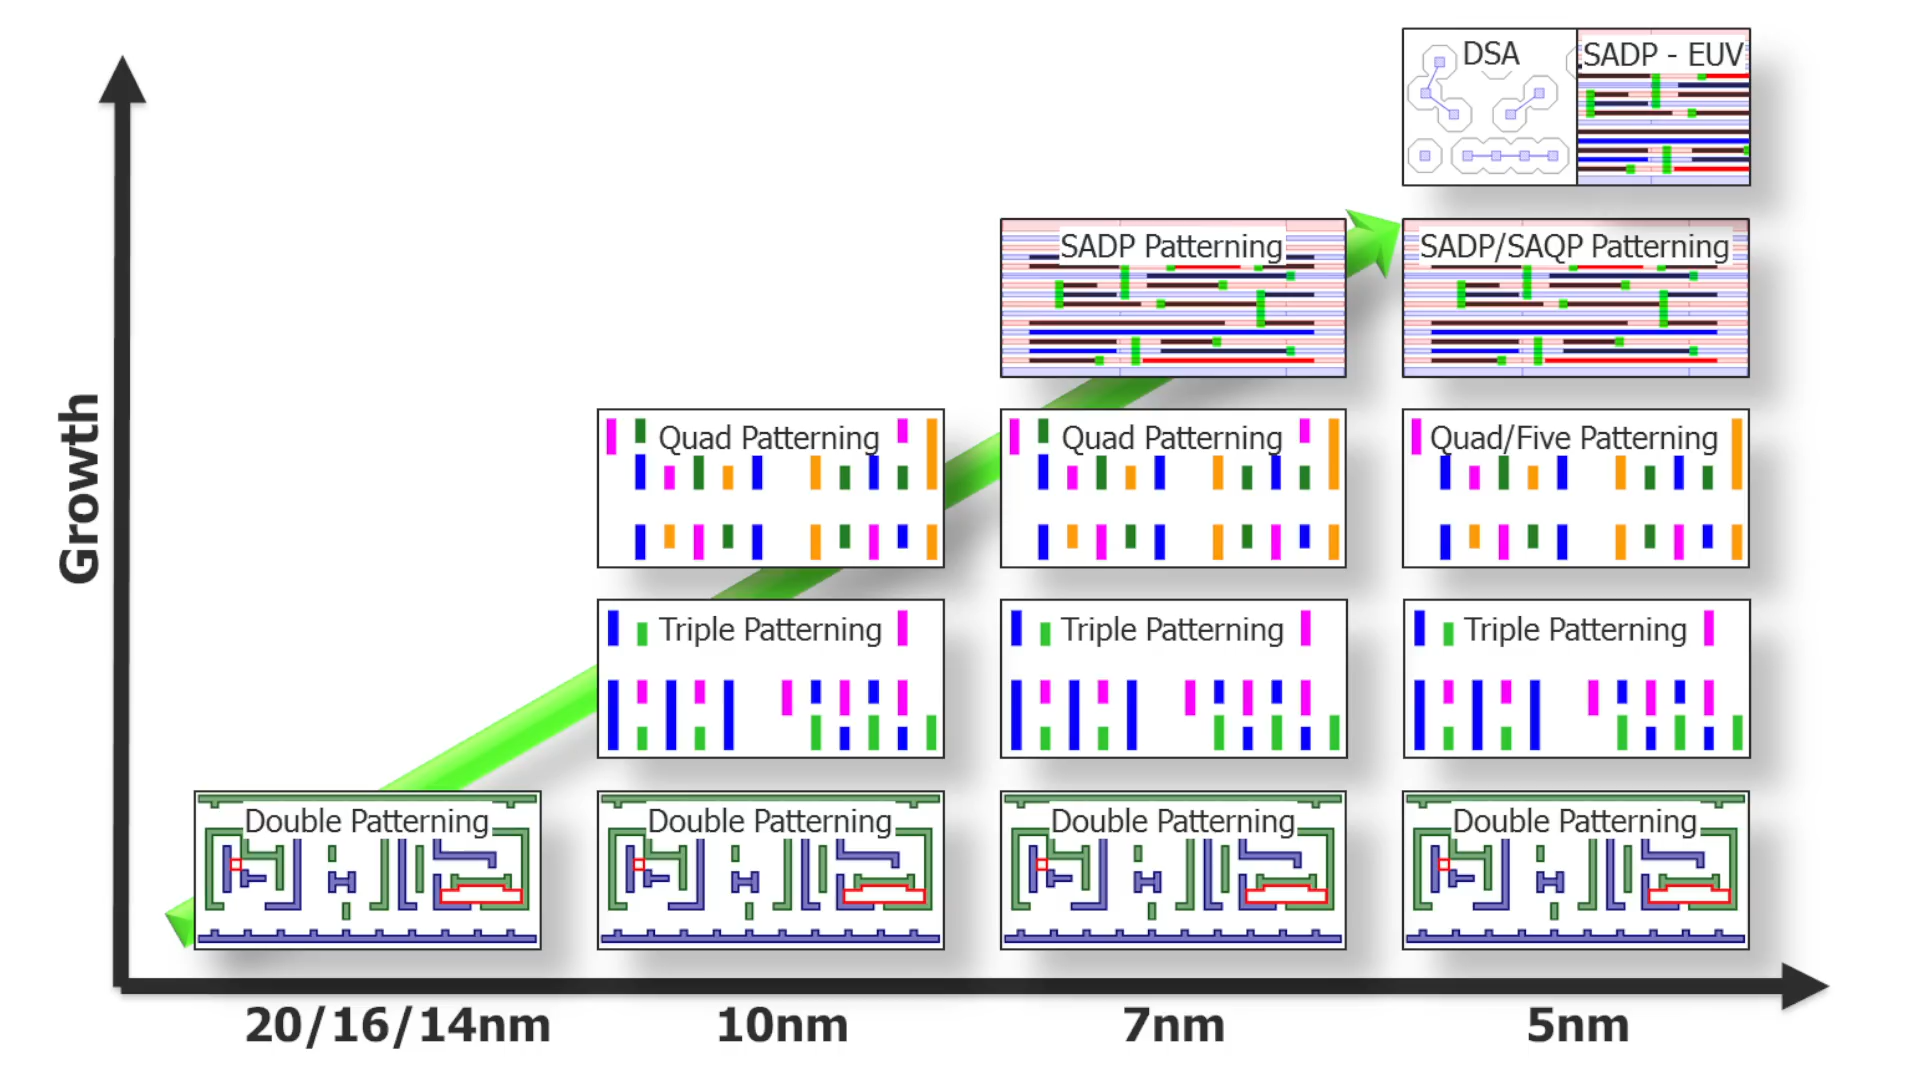 DSA
SADP - EUV
SADP Patterning
SADP/SAQP Patterning
Quad Patterning
Quad Patterning
Quad/Five Patterning
Triple Patterning
Triple Patterning
Triple Patterning
Double Patterning
Double Patterning
Double Patterning
Double Patterning
Growth
20/16/14nm
10nm
7nm
5nm